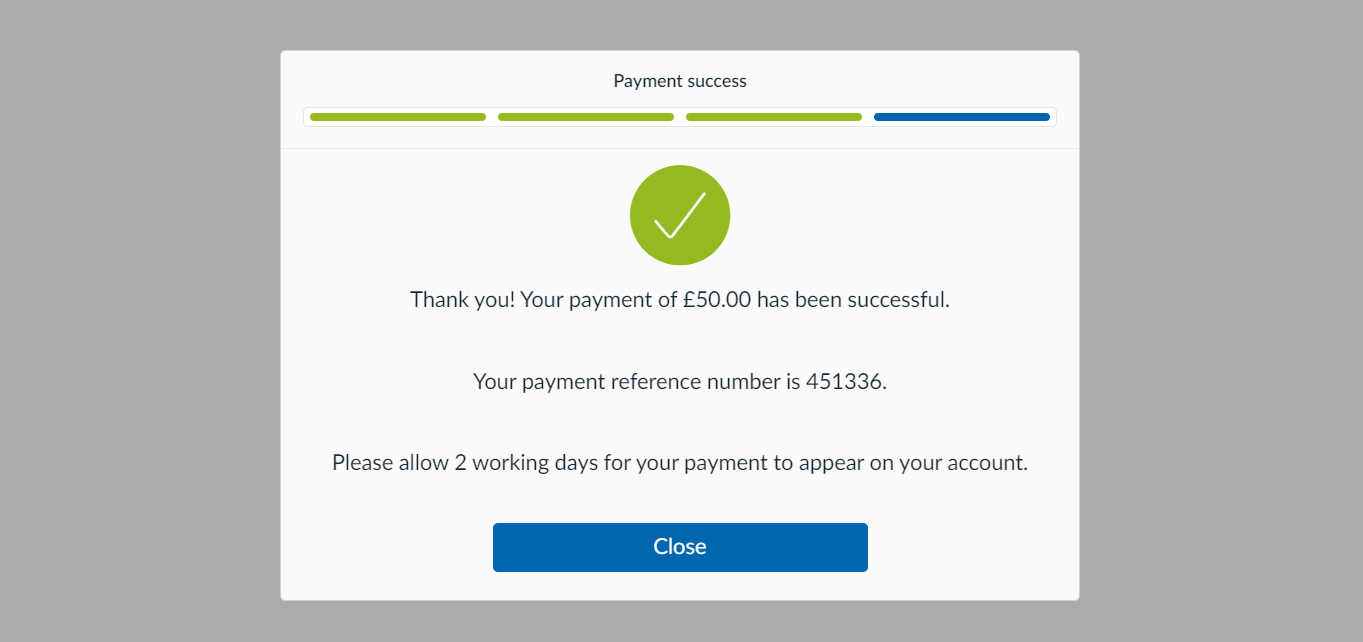 Payment success
Thank you! Your payment of £50.00 has been successful.
Your payment reference number is 451336.
Please allow 2 working days for your payment to appear on your account.
Close